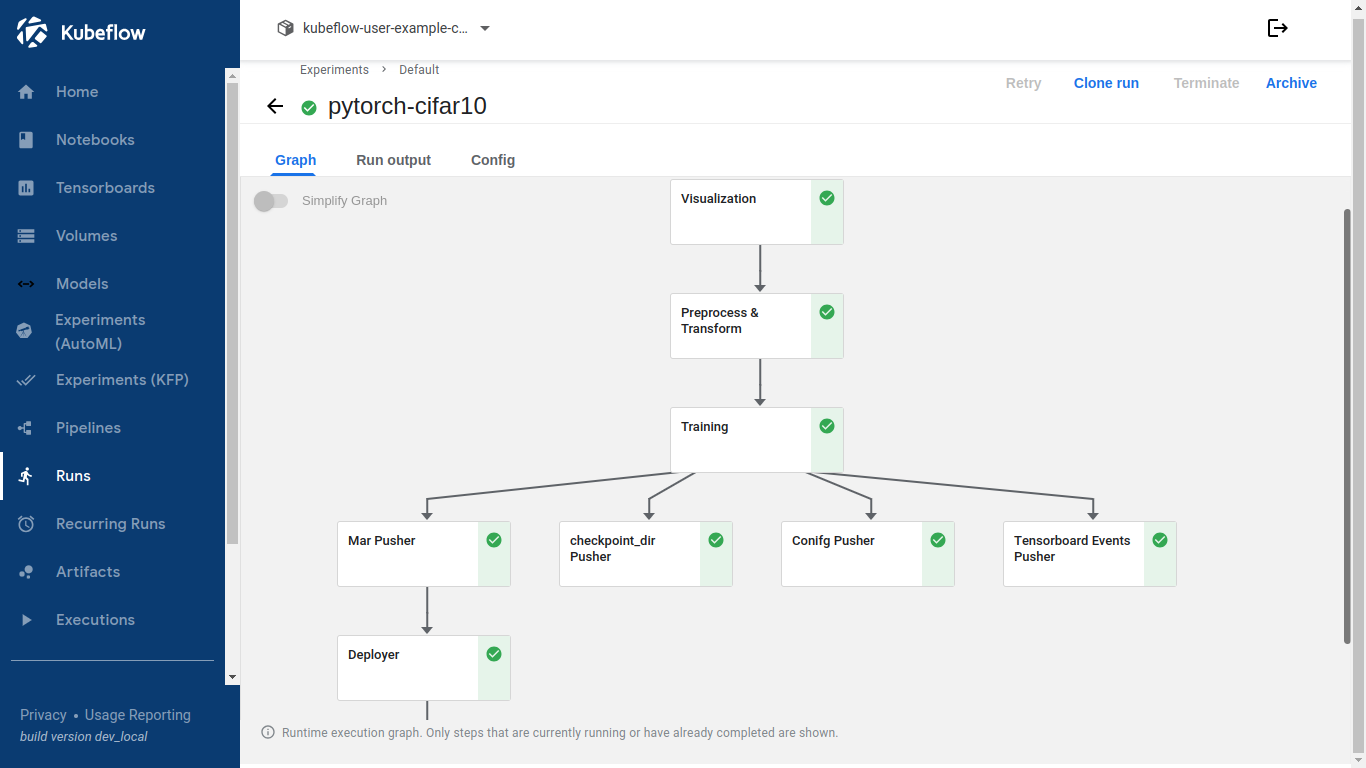 Kubeflow
Home
Notebooks
Tensorboards
Volumes
Models
Experiments
(AutoML)
Experiments (KFP)
Pipelines
Runs
Recurring Runs
Artifacts
Executions
Privacy • Usage Reporting
build version dev_local
kubeflow-user-example-c...
Experiments > Default
pytorch-cifar10
Retry Clone run Terminate Archive
Graph Run output Config
Simplify Graph
Visualization
Preprocess &
Transform
Training
Mar Pusher
checkpoint_dir
Pusher
Conifg Pusher
Tensorboard Events
Pusher
Deployer
Runtime execution graph. Only steps that are currently running or have already completed are shown.